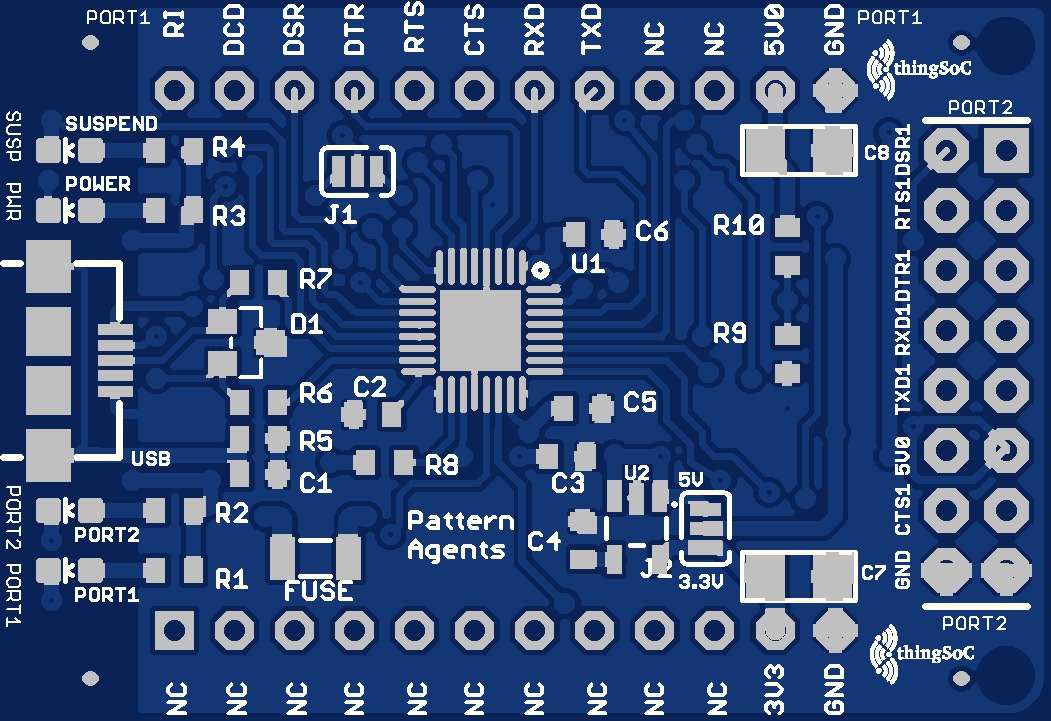 PORT1
RI
DCD
DSR
DTR
RTS
CTS
RXD
TXD
NC
NC
5V0
GND
PORT1
thingSoC
PORT2
SUSP
SUSPEND
R4
C8
PWR
POWER
R3
J1
C6
U1
R10
RTS1DSR1
R7
D1
R9
RXD1DTR1
R6
C2
C5
TXD1
R5
USB
C1
R8
C3
U2
5V
5V0
PORT2
R2
PORT2
Pattern
Agents
C4
J2
3.3V
CTS1
PORT1
R1
PORT1
FUSE
C7
GND
PORT2
thingSoC
NC
NC
NC
NC
NC
NC
NC
NC
NC
NC
3V3
GND